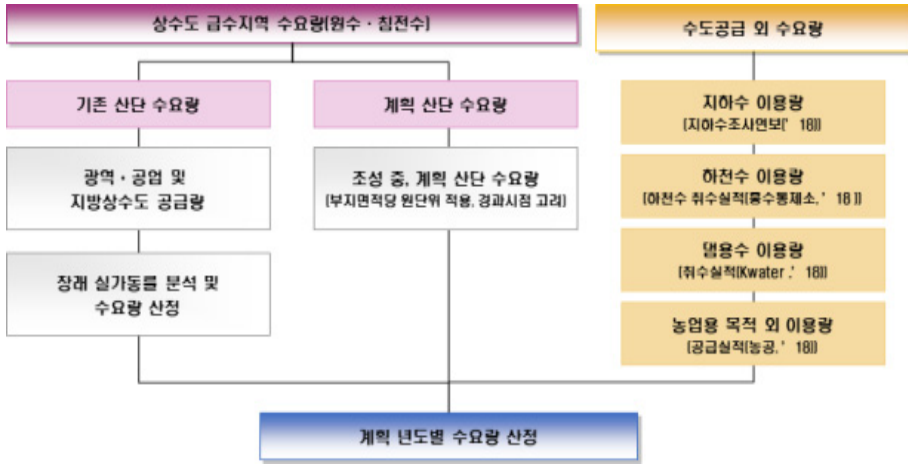 상수도 급수지역 수요량(원수·침전수)
수도공급 외 수요량
기존 산단 수요량
계획 산단 수요량
지하수 이용량
(지하수조사연보(' 18))
광역·공업 및
지방상수도 공급량
조성 중, 계획 산단 수요량
(부지면적당 원단위 적용, 경과시점 고려)
하천수 이용량
(하천수 취수실적(홍수통제소,' 18 ))
장래 실가동률 분석 및
수요량 산정
댐용수 이용량
(취수실적(Kwater ,' 18))
농업용 목적 외 이용량
(공급실적(농공,' 18))
계획 년도별 수요량 산정